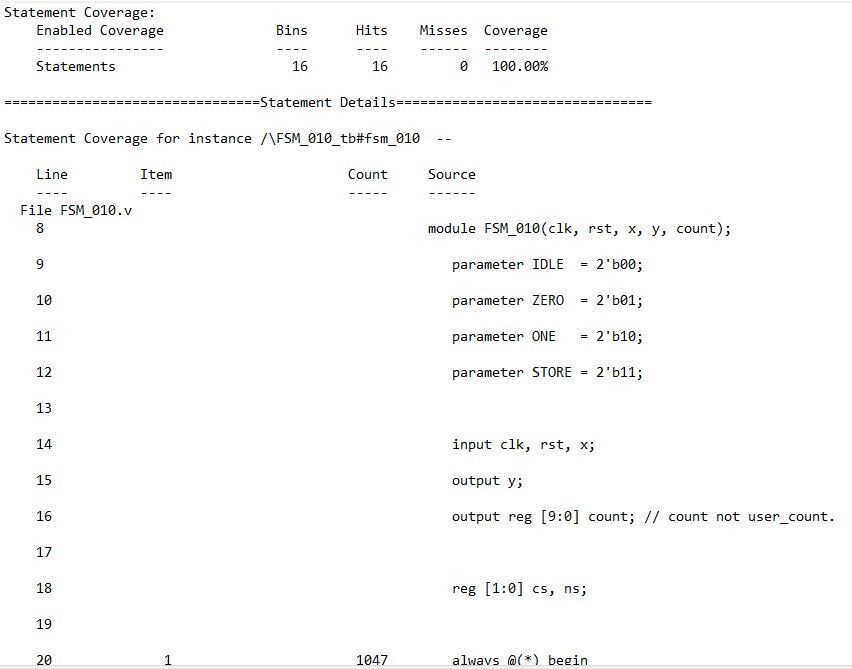 Statement Coverage:
Enabled Coverage Bins Hits Misses Coverage
---------------- ---- ---- ------ --------
Statements 16 16 0 100.00%
================================Statement Details================================
Statement Coverage for instance /\FSM_010_tb#fsm_010 --
Line Item Count Source
---- ---- ----- ------
File FSM_010.v
8 module FSM_010(clk, rst, x, y, count);
9 parameter IDLE = 2'b00;
10 parameter ZERO = 2'b01;
11 parameter ONE = 2'b10;
12 parameter STORE = 2'b11;
13
14 input clk, rst, x;
15 output y;
16 output reg [9:0] count; // count not user_count.
17
18 reg [1:0] cs, ns;
19
20 1 1047 always @(*) begin